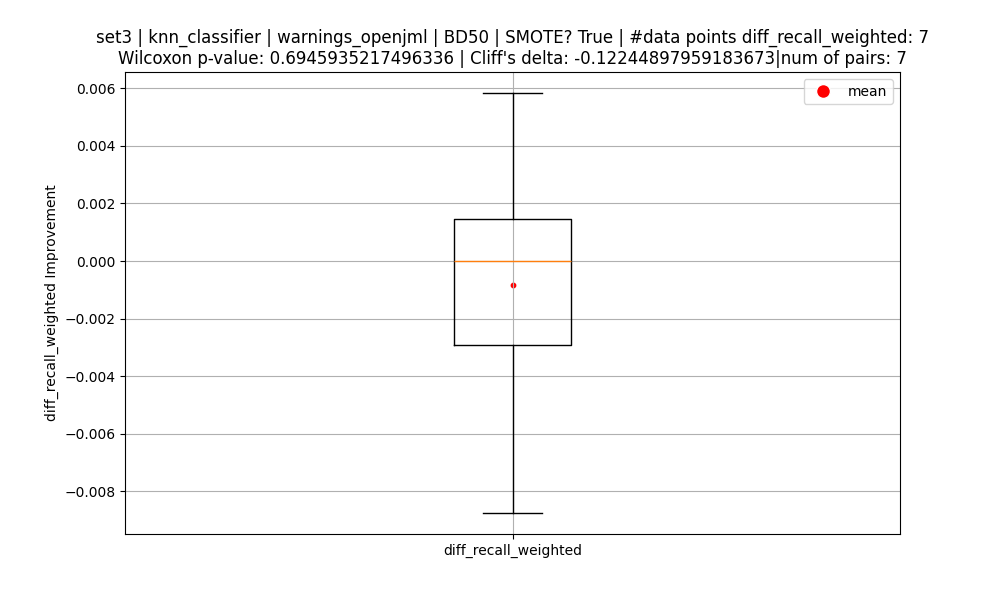 set3 | knn_classifier | warnings_openjml | BD50 | SMOTE? True | #data points diff_recall_weighted: 7
Wilcoxon p-value: 0.6945935217496336 | Cliff's delta: -0.12244897959183673|num of pairs: 7
mean
0.006
0.004
0.002
0.000
−0.002
−0.004
−0.006
−0.008
diff_recall_weighted Improvement
diff_recall_weighted